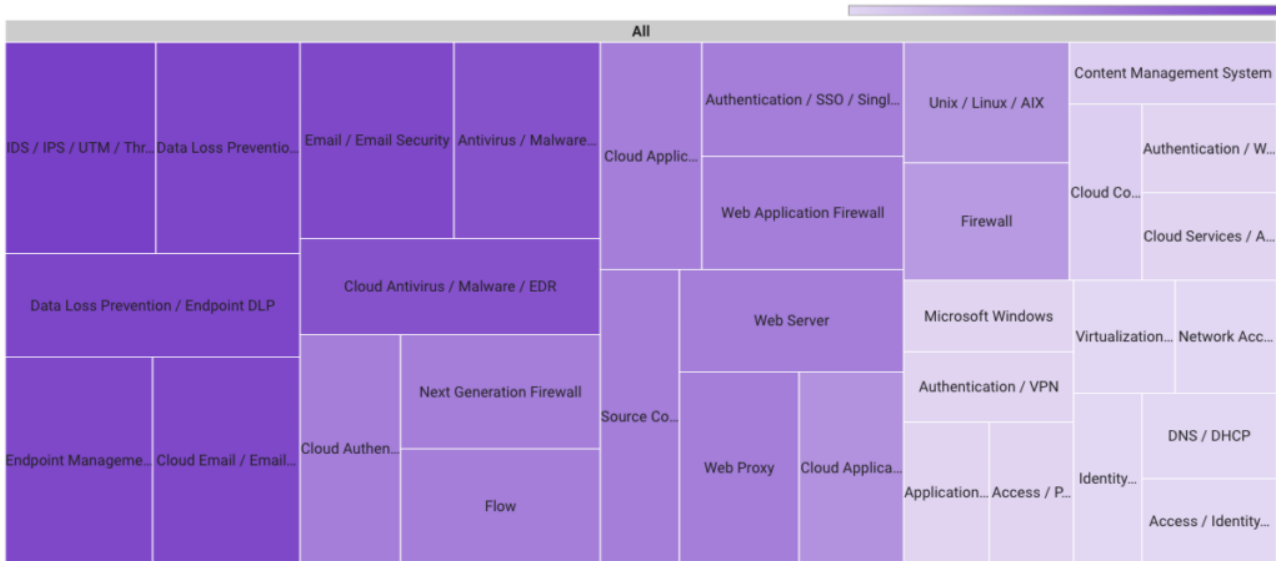 All
IDS / IPS / UTM / Thr...
Data Loss Preventio...
Data Loss Prevention / Endpoint DLP
Endpoint Manageme...
Cloud Email / Email...
Email / Email Security
Antivirus / Malware...
Cloud Antivirus / Malware / EDR
Cloud Authen...
Next Generation Firewall
Flow
Cloud Applic...
Authentication / SSO / Singl...
Web Application Firewall
Source Co...
Web Server
Web Proxy
Cloud Applica...
Unix / Linux / AIX
Firewall
Content Management System
Cloud Co...
Authentication / W...
Cloud Services / A...
Microsoft Windows
Authentication / VPN
Application...
Access / P...
Virtualization...
Network Acc...
Identity...
DNS / DHCP
Access / Identity...